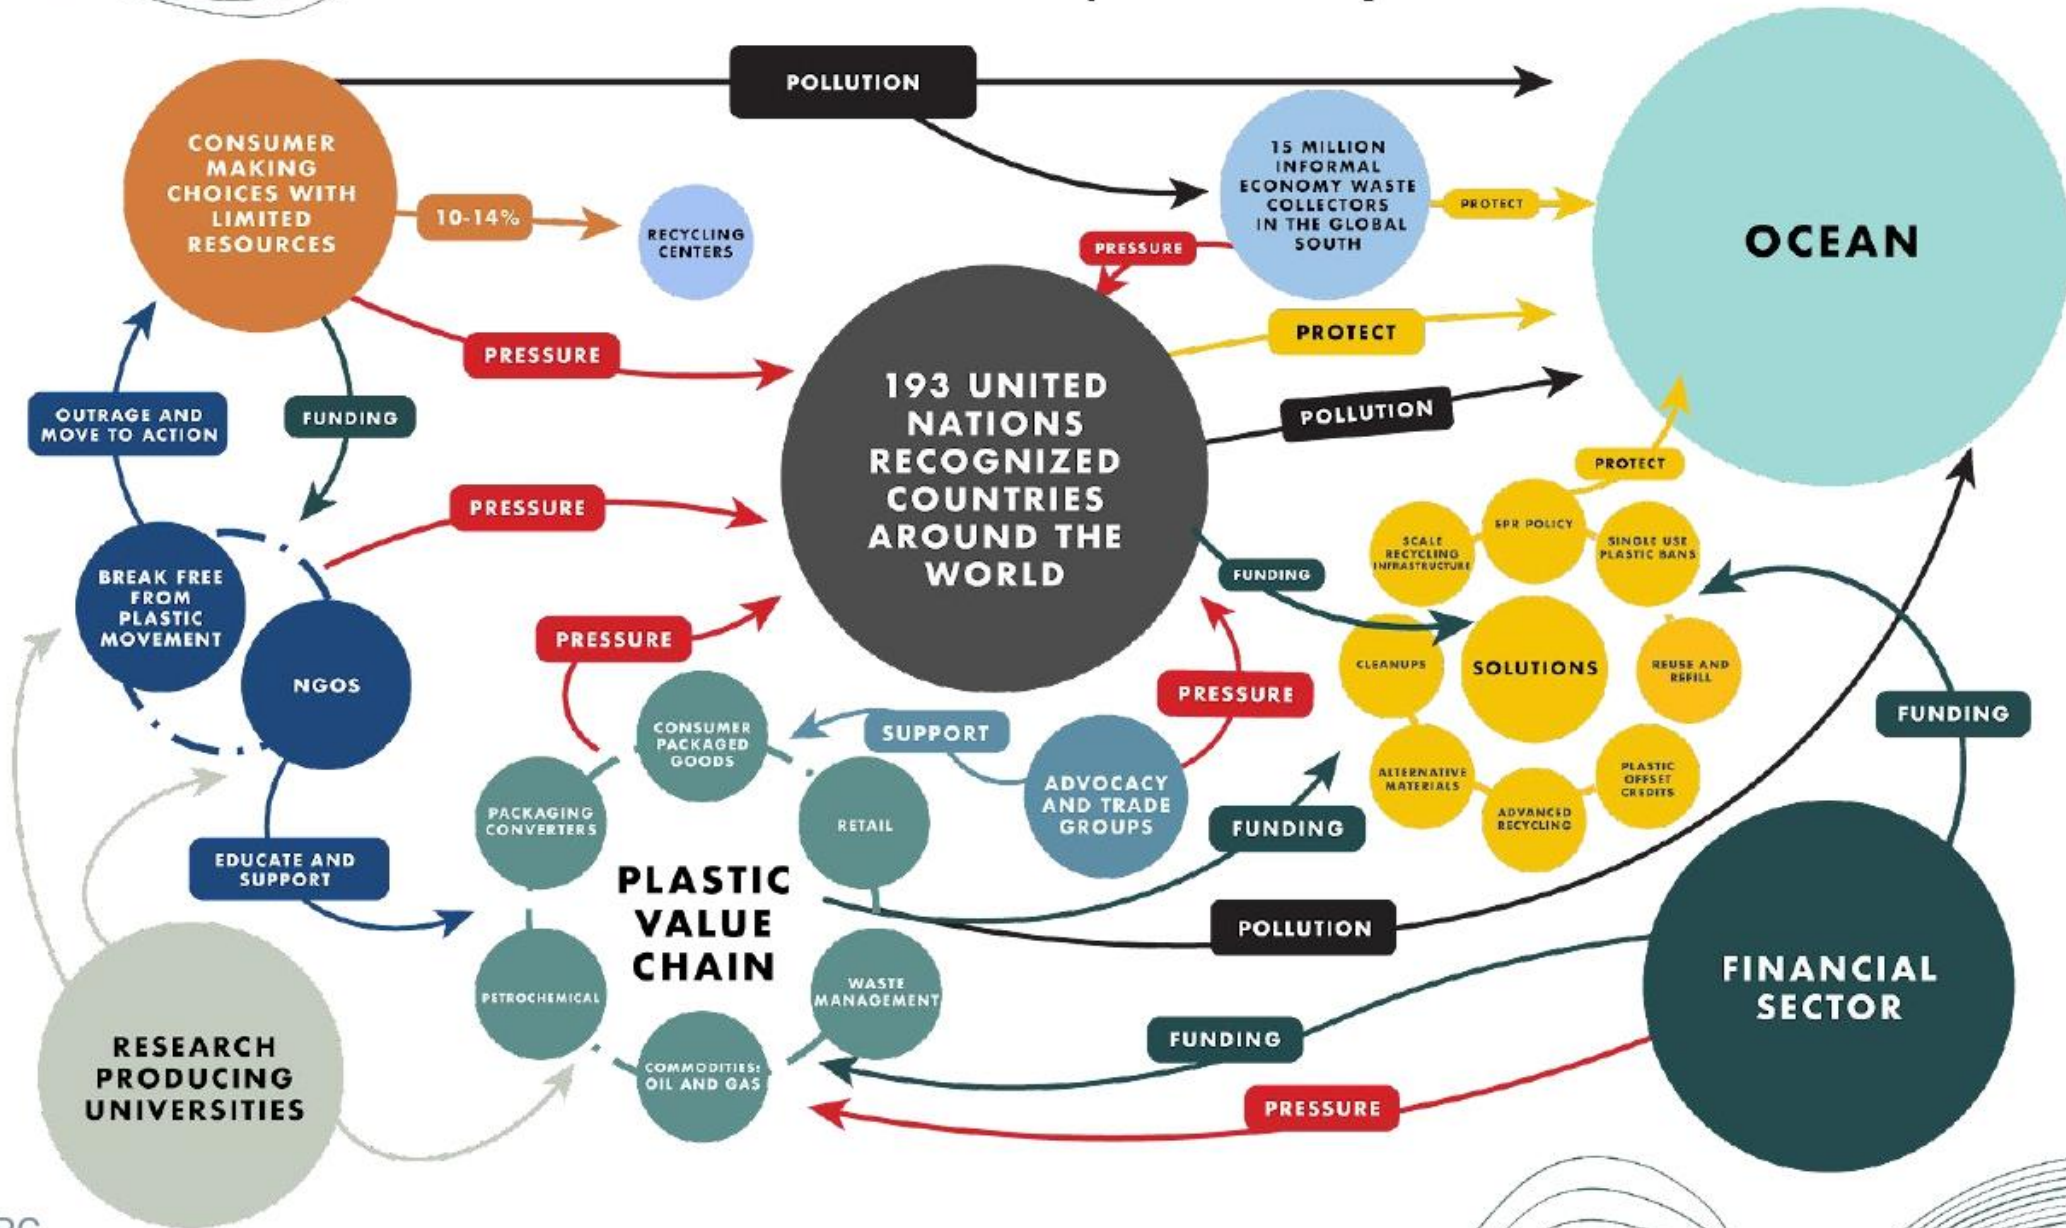 POLLUTION
CONSUMER
MAKING
CHOICES WITH
LIMITED
RESOURCES
10-14%
RECYCLING
CENTERS
15 MILLION
INFORMAL
ECONOMY WASTE
COLLECTORS
IN THE GLOBAL
SOUTH
PROTECT
OCEAN
PRESSURE
PROTECT
PRESSURE
193 UNITED
NATIONS
RECOGNIZED
COUNTRIES
AROUND THE
WORLD
POLLUTION
OUTRAGE AND
MOVE TO ACTION
FUNDING
PROTECT
PRESSURE
EPR POLICY
SCALE
RECYCLING
INFRASTRUCTURE
SINGLE USE
PLASTIC BANS
FUNDING
BREAK FREE
FROM
PLASTIC
MOVEMENT
NGOS
PRESSURE
CLEANUPS
SOLUTIONS
REUSE AND
REFILL
PRESSURE
FUNDING
CONSUMER
PACKAGED
GOODS
SUPPORT
ADVOCACY
AND TRADE
GROUPS
ALTERNATIVE
MATERIALS
PLASTIC
OFFSET
CREDITS
ADVANCED
RECYCLING
PACKAGING
CONVERTERS
RETAIL
FUNDING
EDUCATE AND
SUPPORT
PLASTIC
VALUE
CHAIN
POLLUTION
PETROCHEMICAL
WASTE
MANAGEMENT
FINANCIAL
SECTOR
FUNDING
COMMODITIES:
OIL AND GAS
RESEARCH
PRODUCING
UNIVERSITIES
PRESSURE